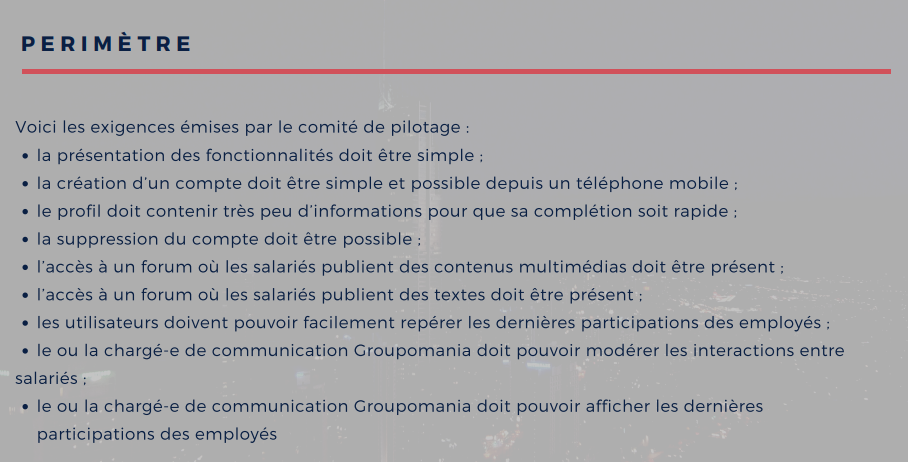 PERIMÈTRE
Voici les exigences émises par le comité de pilotage :
• la présentation des fonctionnalités doit être simple ;
• la création d'un compte doit être simple et possible depuis un téléphone mobile ;
• le profil doit contenir très peu d'informations pour que sa complétion soit rapide ;
• la suppression du compte doit être possible ;
• l'accès à un forum où les salariés publient des contenus multimédias doit être présent ;
• l'accès à un forum où les salariés publient des textes doit être présent ;
• les utilisateurs doivent pouvoir facilement repérer les dernières participations des employés ;
• le ou la chargé-e de communication Groupomania doit pouvoir modérer les interactions entre
salariés ;
• le ou la chargé-e de communication Groupomania doit pouvoir afficher les dernières
participations des employés